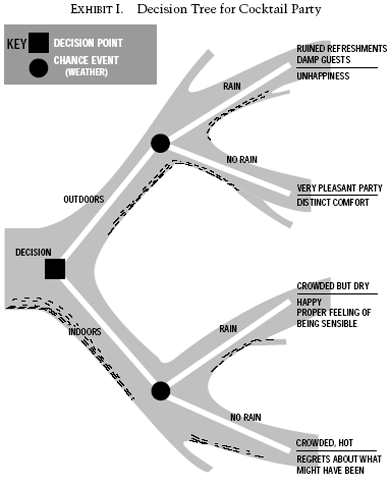 EXHIBIT I. Decision Tree for Cocktail Party
KEY
DECISION POINT
CHANCE EVENT
(WEATHER)
RUINED REFRESHMENTS
DAMP GUESTS
UNHAPPINESS
RAIN
NO RAIN
VERY PLEASANT PARTY
DISTINCT COMFORT
OUTDOORS
DECISION
INDOORS
CROWDED BUT DRY
HAPPY
PROPER FEELING OF
BEING SENSIBLE
RAIN
NO RAIN
CROWDED, HOT
REGRETS ABOUT WHAT
MIGHT HAVE BEEN